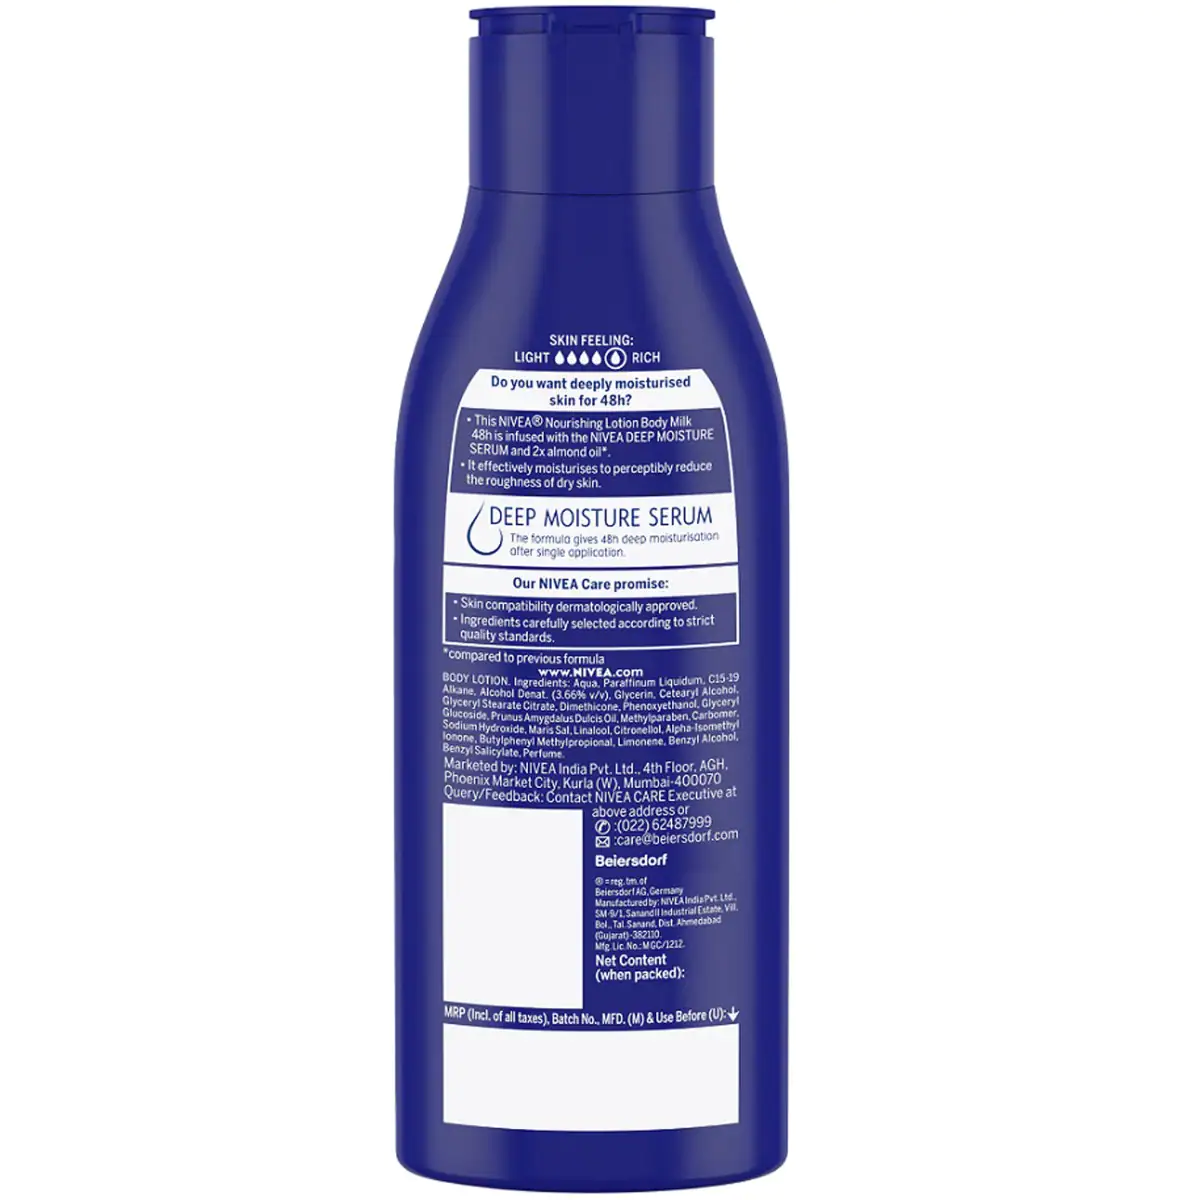 SKIN FEELING:
LIGHT RICH
Do you want deeply moisturised
skin for 48h?
• This NIVEA® Nourishing Lotion Body Milk
48h is infused with the NIVEA DEEP MOISTURE
SERUM and 2x almond oil*.
• It effectively moisturises to perceptibly reduce
the roughness of dry skin.
DEEP MOISTURE SERUM
The formula gives 48h deep moisturisation
after single application.
Our NIVEA Care promise:
• Skin compatibility dermatologically approved.
• Ingredients carefully selected according to strict
quality standards.
*compared to previous formula
www.NIVEA.com
BODY LOTION. Ingredients: Aqua, Paraffinum Liquidum, C15-19
Alkane, Alcohol Denat. (3.66% v/v), Glycerin, Cetearyl Alcohol,
Glyceryl Stearate Citrate, Dimethicone, Phenoxyethanol, Glyceryl
Glucoside, Prunus Amygdalus Dulcis Oil, Methylparaben, Carbomer,
Sodium Hydroxide, Maris Sal, Linalool, Citronellol, Alpha-Isomethyl
Ionone, Butylphenyl Methylpropional, Limonene, Benzyl Alcohol,
Benzyl Salicylate, Perfume.
Marketed by: NIVEA India Pvt. Ltd., 4th Floor, AGH,
Phoenix Market City, Kurla (W), Mumbai-400070
Query/Feedback: Contact NIVEA CARE Executive at
above address or
:(022) 62487999
:care@beiersdorf.com
Beiersdorf
® = reg. tm. of
Beiersdorf AG, Germany
Manufactured by: NIVEA India Pvt. Ltd.,
SM-9/1, Sanand II Industrial Estate, Vill.
Bol., Tal. Sanand, Dist. Ahmedabad
(Gujarat)-382110.
Mfg. Lic. No.: MGC/1212.
Net Content
(when packed):
MRP (Incl. of all taxes), Batch No., MFD. (M) & Use Before (U):